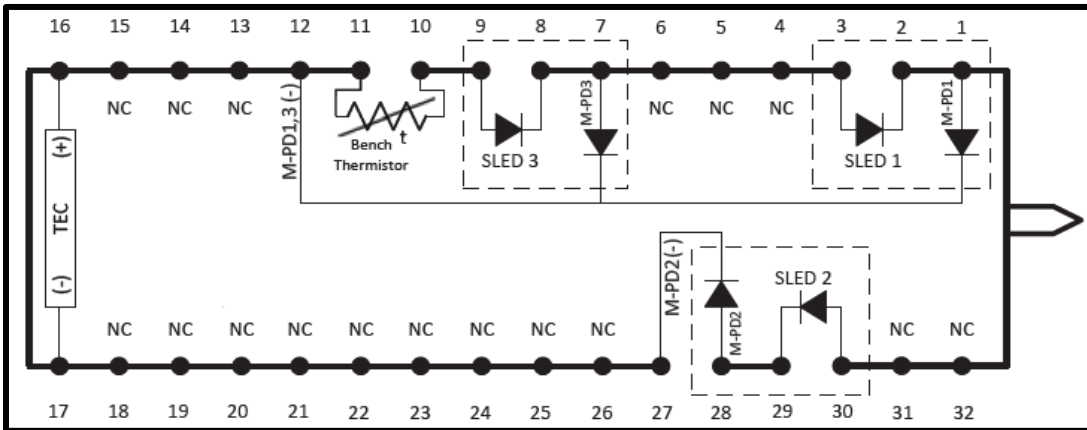 16 15 14 13 12 11 10 9 8 7 6 5 4 3 2 1
NC NC NC NC NC NC
M-PD1,3 (-)
t
Bench
Thermistor
SLED 3
M-PD3
SLED 1
M-PD1
(+)
TEC
(-)
M-PD2(-)
M-PD2
SLED 2
NC NC NC NC NC NC NC NC NC NC NC
17 18 19 20 21 22 23 24 25 26 27 28 29 30 31 32